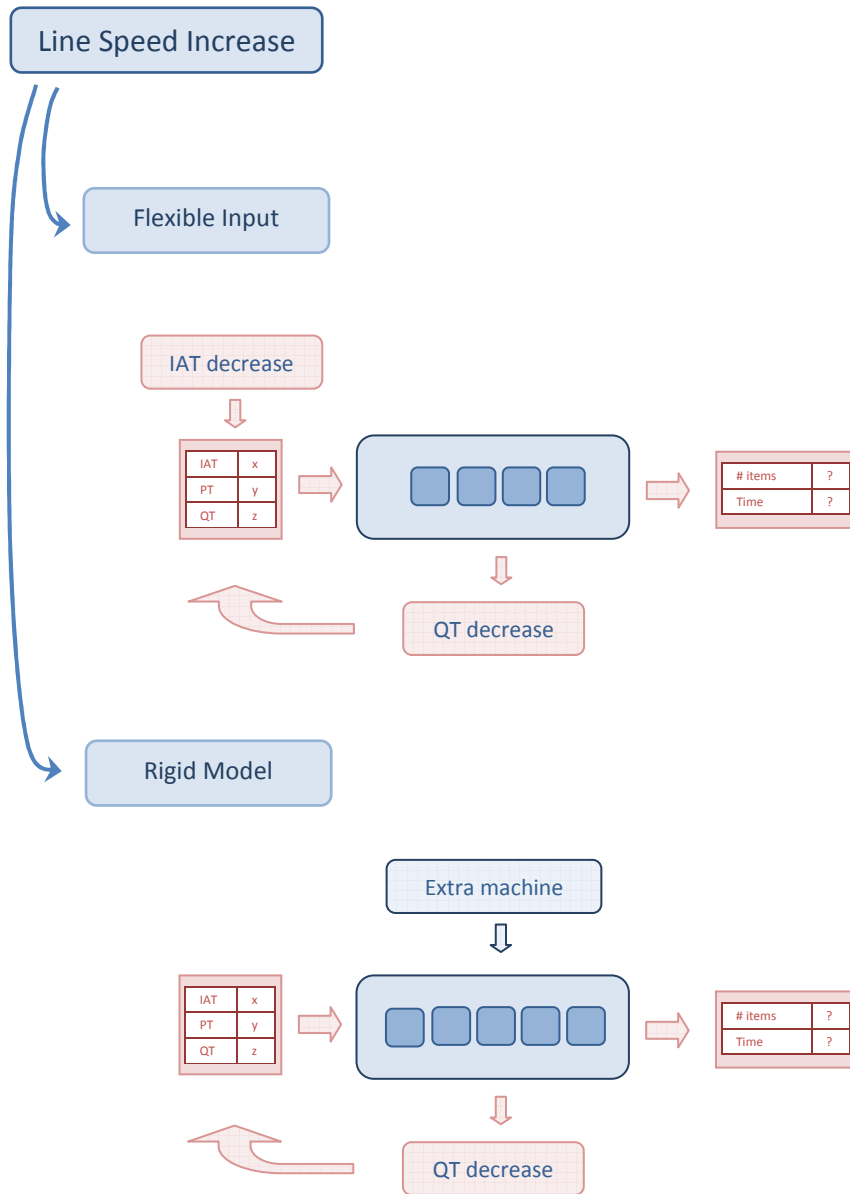 Line Speed Increase
Flexible Input
IAT decrease
IAT x
PT y
QT z
# items ?
Time ?
QT decrease
Rigid Model
Extra machine
IAT x
PT y
QT z
# items ?
Time ?
QT decrease